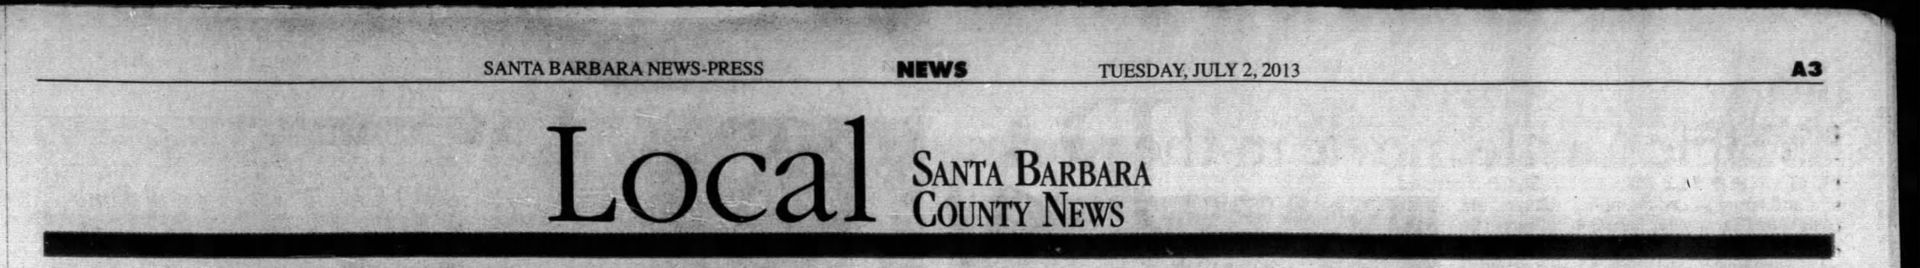 SANTA BARBARA NEWS-PRESS NEWS TUESDAY, JULY 2, 2013 A3
Local
SANTA BARBARA
COUNTY NEWS